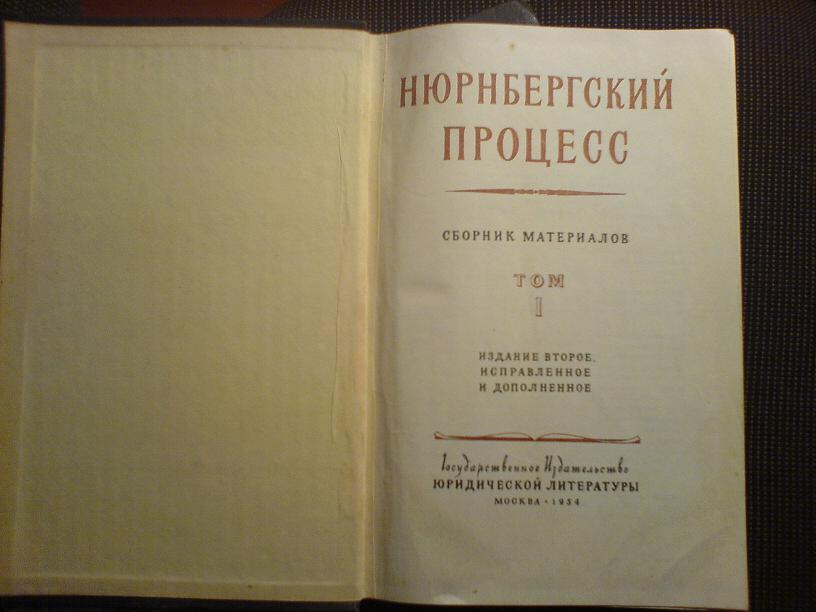 НЮРНБЕРГСКИЙ
ПРОЦЕСС
СБОРНИК МАТЕРИАЛОВ
ТОМ
I
ИЗДАНИЕ ВТОРОЕ,
ИСПРАВЛЕННОЕ
И ДОПОЛНЕННОЕ
Государственное Издательство
ЮРИДИЧЕСКОЙ ЛИТЕРАТУРЫ
МОСКВА • 1954